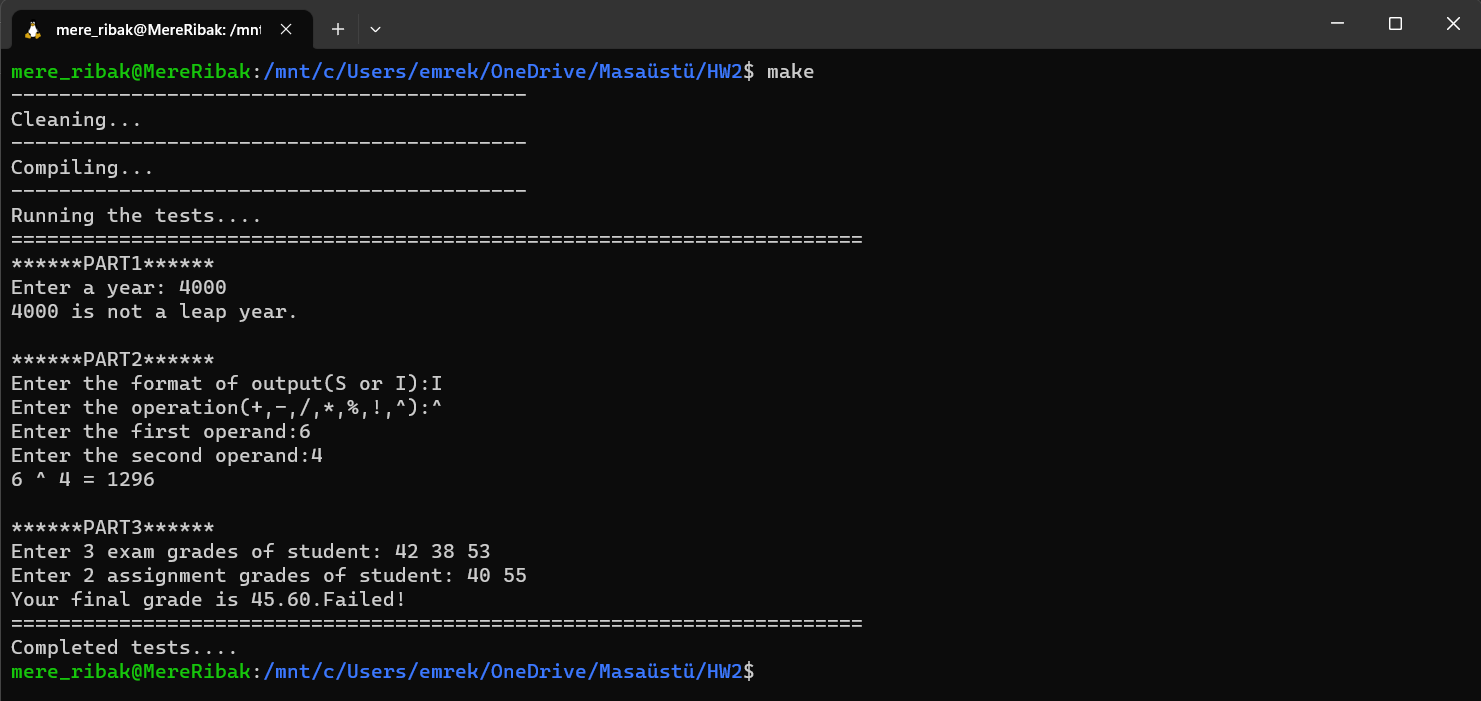 mere_ribak@MereRibak: /mnt
mere_ribak@MereRibak:/mnt/c/Users/emrek/OneDrive/Masaüstü/HW2$ make
-------------------------------------------
Cleaning...
-------------------------------------------
Compiling...
-------------------------------------------
Running the tests....
=======================================================================
******PART1******
Enter a year: 4000
4000 is not a leap year.
******PART2******
Enter the format of output(S or I):I
Enter the operation(+,-,/,*,%,!,^):^
Enter the first operand:6
Enter the second operand:4
6 ^ 4 = 1296
******PART3******
Enter 3 exam grades of student: 42 38 53
Enter 2 assignment grades of student: 40 55
Your final grade is 45.60.Failed!
=======================================================================
Completed tests....
mere_ribak@MereRibak:/mnt/c/Users/emrek/OneDrive/Masaüstü/HW2$